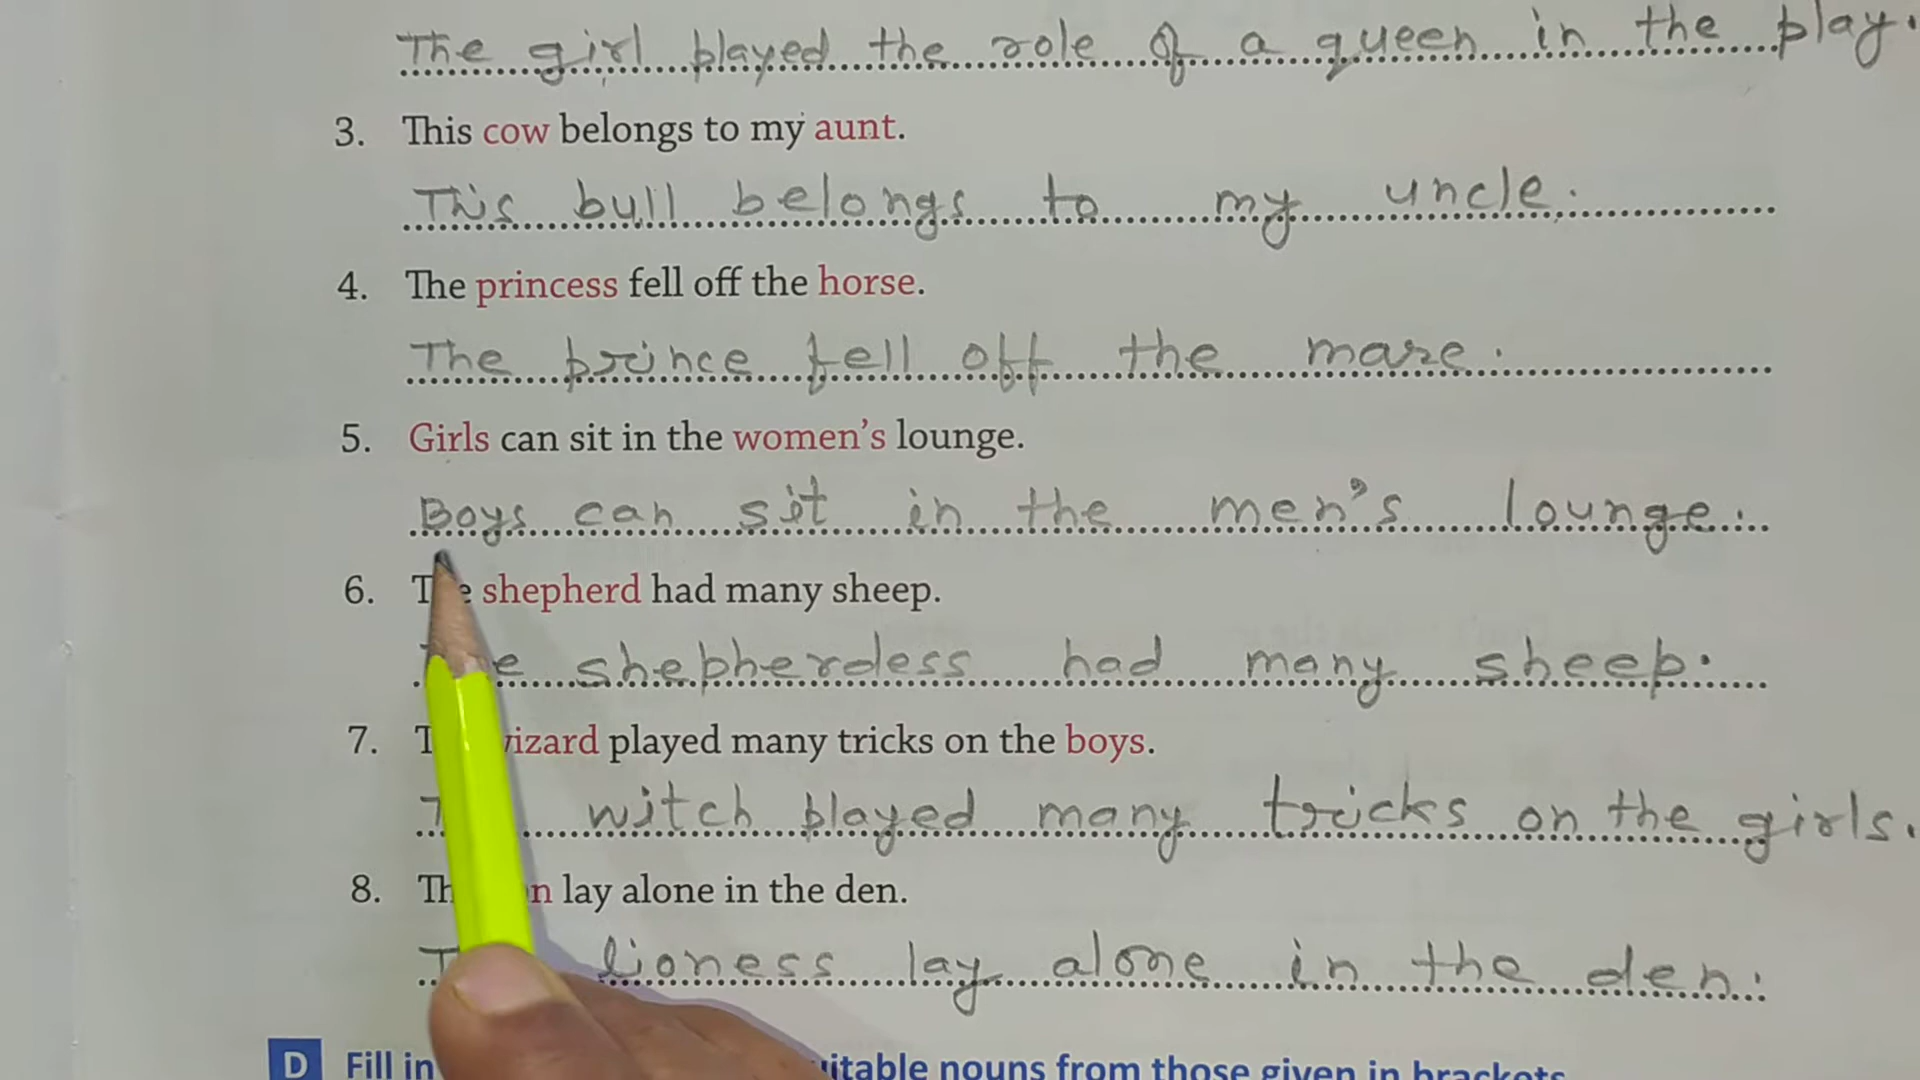 The girl played the role of a queen in the play.
3. This cow belongs to my aunt.
This bull belongs to my uncle.
4. The princess fell off the horse.
The prince fell off the mare.
5. Girls can sit in the women's lounge.
Boys can sit in the men's lounge.
6. The shepherd had many sheep.
shepherdess had many sheep.
7. wizard played many tricks on the boys.
witch played many tricks on the girls.
8. lay alone in the den.
lioness lay alone in the den.
D Fill in nouns from those given in brackets